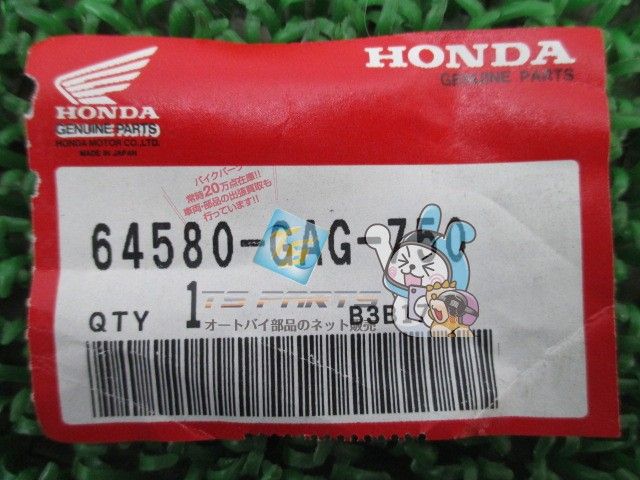 HONDA
GENUINE PARTS
HONDA MOTOR CO., LTD.
MADE IN JAPAN
HONDA
GENUINE PARTS
バイクパーツ
常時20万点在庫!!
車両・部品の出張買取も
行っています!!
64580-GAG-750
TS PARTS
オートバイ部品のネット販売
QTY 1